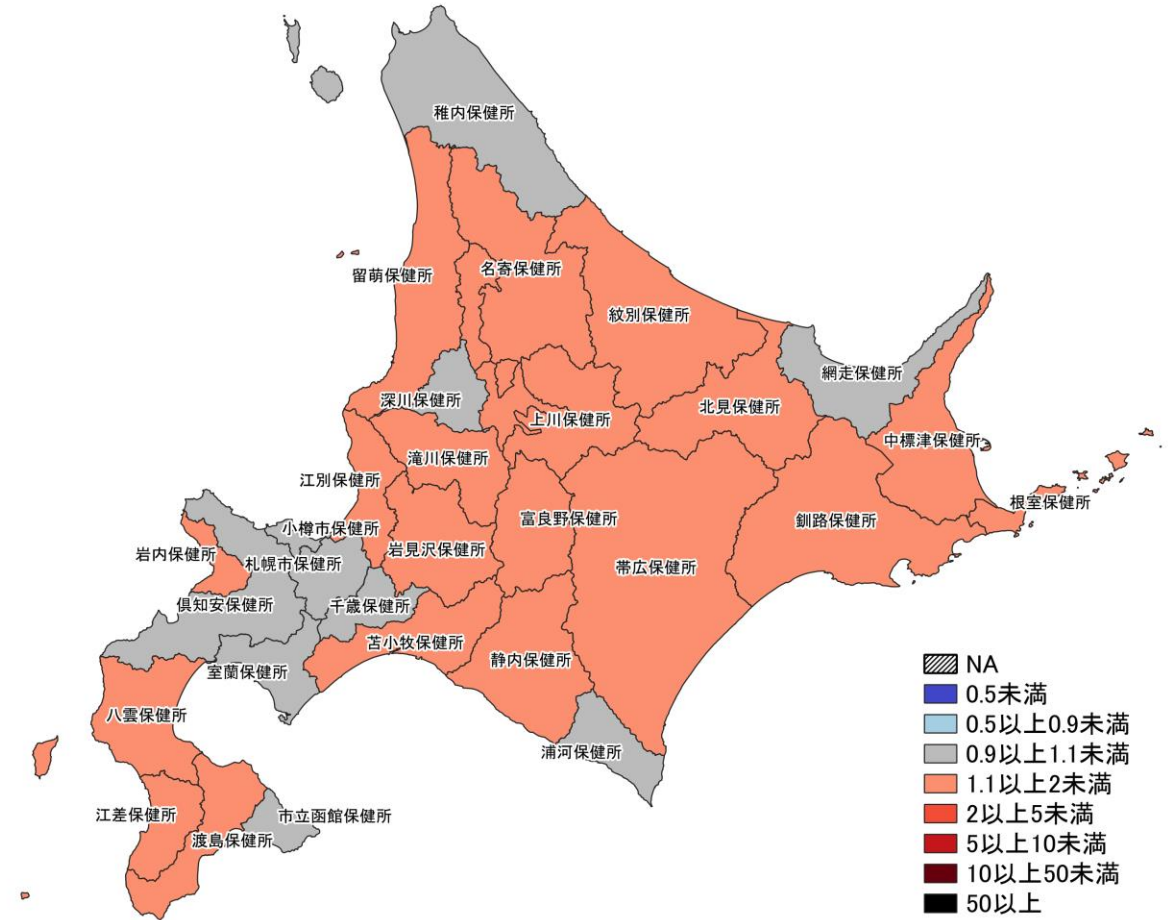 稚内保健所
留萌保健所
名寄保健所
紋別保健所
網走保健所
深川保健所
上川保健所
北見保健所
中標津保健所
滝川保健所
江別保健所
根室保健所
小樽市保健所
富良野保健所
釧路保健所
岩内保健所
札幌市保健所
岩見沢保健所
帯広保健所
倶知安保健所
千歳保健所
苫小牧保健所
静内保健所
室蘭保健所
八雲保健所
浦河保健所
江差保健所
市立函館保健所
渡島保健所
NA
0.5未満
0.5以上0.9未満
0.9以上1.1未満
1.1以上2未満
2以上5未満
5以上10未満
10以上50未満
50以上